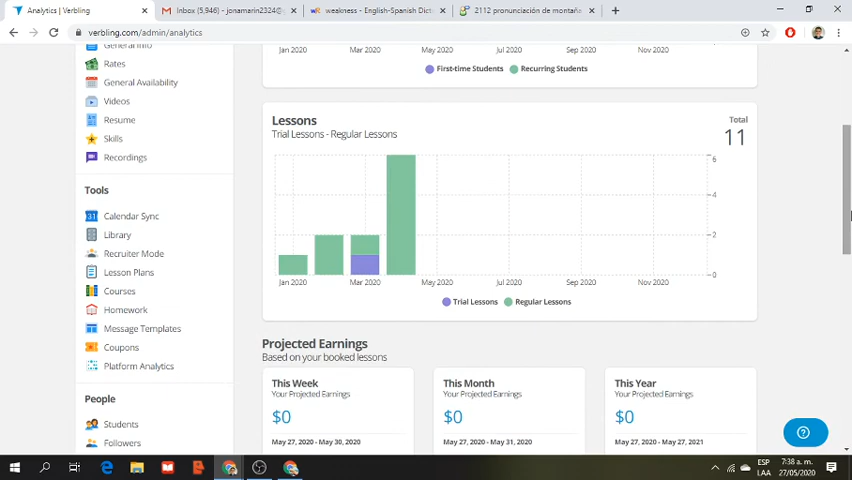 Analytics | Verbling
Inbox (5,946) - jonamarin2324@g
weakness - English-Spanish Dict
2112 pronunciación de montaña
verbling.com/admin/analytics
General Info
Rates
General Availability
Videos
Resume
Skills
Recordings
Tools
Calendar Sync
Library
Recruiter Mode
Lesson Plans
Courses
Homework
Message Templates
Coupons
Platform Analytics
People
Students
Followers
Jan 2020
Mar 2020
May 2020
Jul 2020
Sep 2020
Nov 2020
First-time Students
Recurring Students
Lessons
Trial Lessons - Regular Lessons
Total
11
6
4
2
0
Jan 2020
Mar 2020
May 2020
Jul 2020
Sep 2020
Nov 2020
Trial Lessons
Regular Lessons
Projected Earnings
Based on your booked lessons
This Week
Your Projected Earnings
$0
May 27, 2020 - May 30, 2020
This Month
Your Projected Earnings
$0
May 27, 2020 - May 31, 2020
This Year
Your Projected Earnings
$0
May 27, 2020 - May 27, 2021
ESP
LAA
7:38 a. m.
27/05/2020